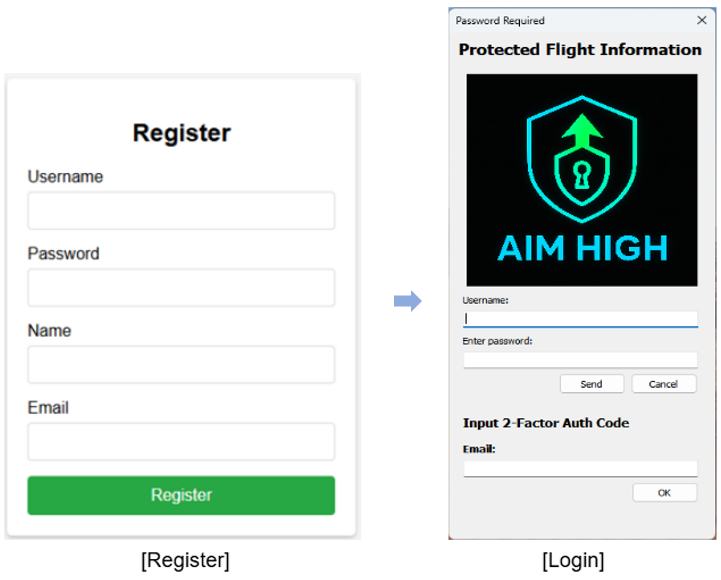 Register
Username
Password
Name
Email
Register
[Register]
Password Required
Protected Flight Information
AIM HIGH
Username:
Enter password:
Send Cancel
Input 2-Factor Auth Code
Email:
OK
[Login]